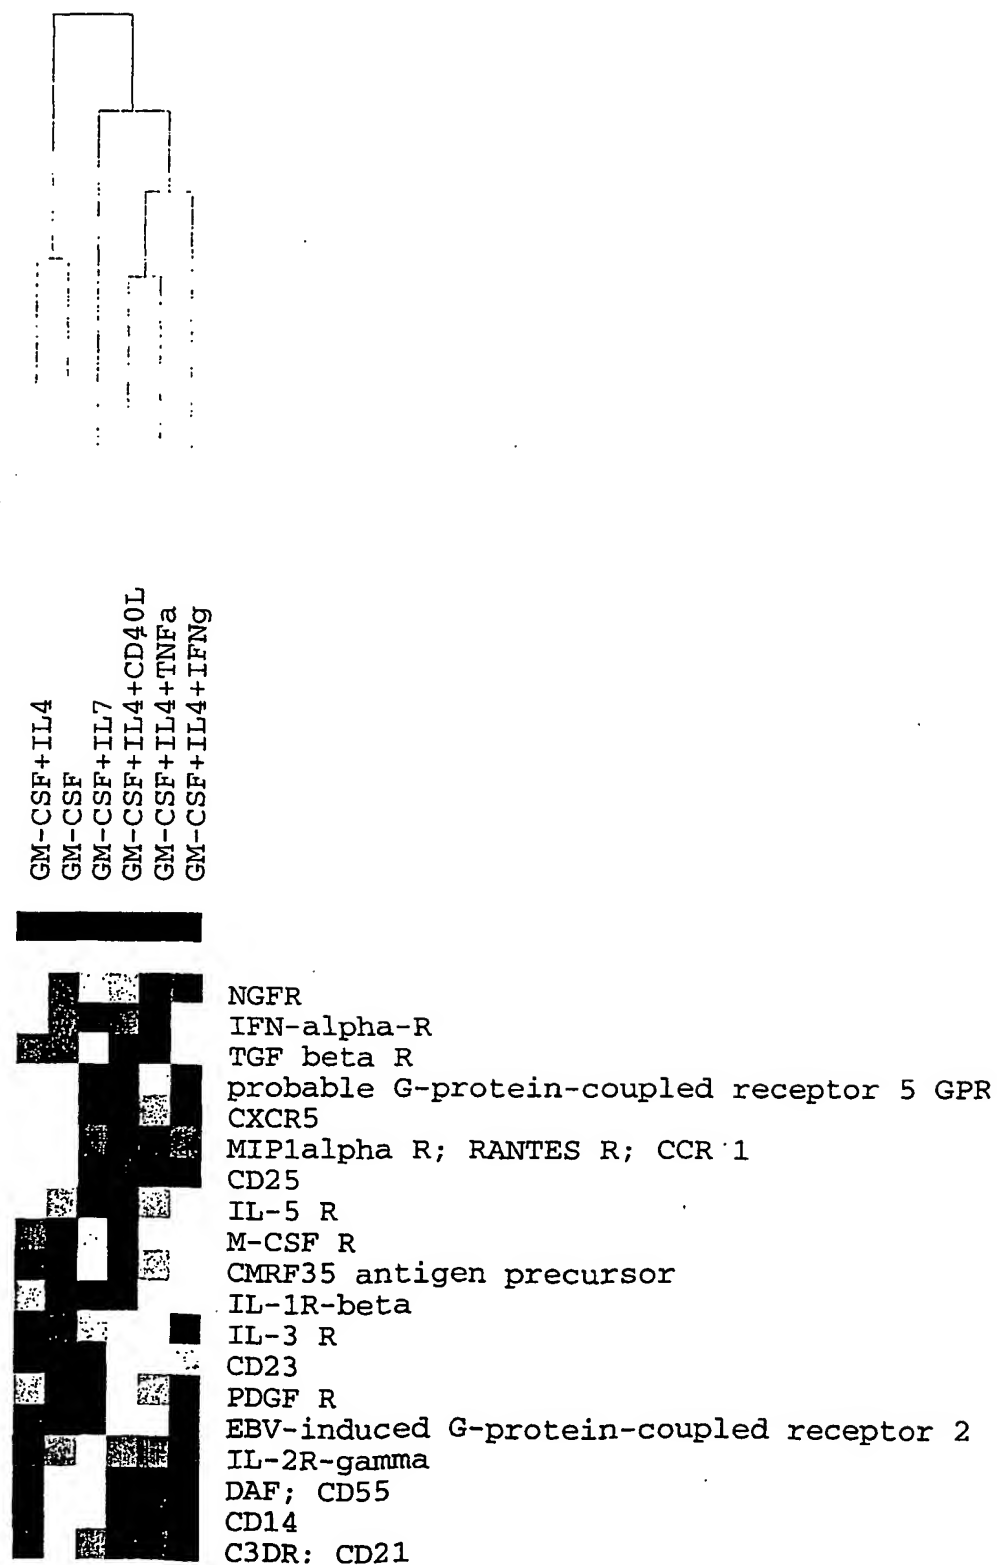 GM-CSF+IL4
GM-CSF
GM-CSF+IL7
GM-CSF+IL4+CD40L
GM-CSF+IL4+TNFa
GM-CSF+IL4+IFNg
NGFR
IFN-alpha-R
TGF beta R
probable G-protein-coupled receptor 5 GPR
CXCR5
MIP1alpha R; RANTES R; CCR 1
CD25
IL-5 R
M-CSF R
CMRF35 antigen precursor
IL-1R-beta
IL-3 R
CD23
PDGF R
EBV-induced G-protein-coupled receptor 2
IL-2R-gamma
DAF; CD55
CD14
C3DR; CD21